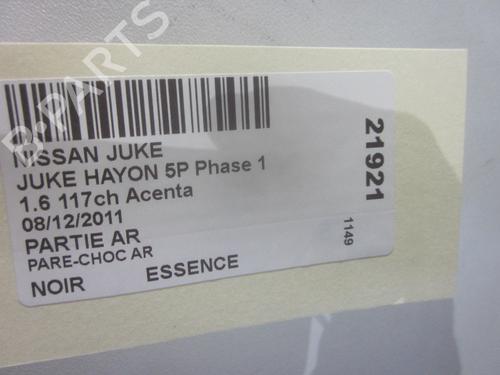 B-PARTS
NISSAN JUKE
JUKE HAYON 5P Phase 1
1.6 117ch Acenta
08/12/2011
PARTIE AR
PARE-CHOC AR
NOIR ESSENCE
21921
1149